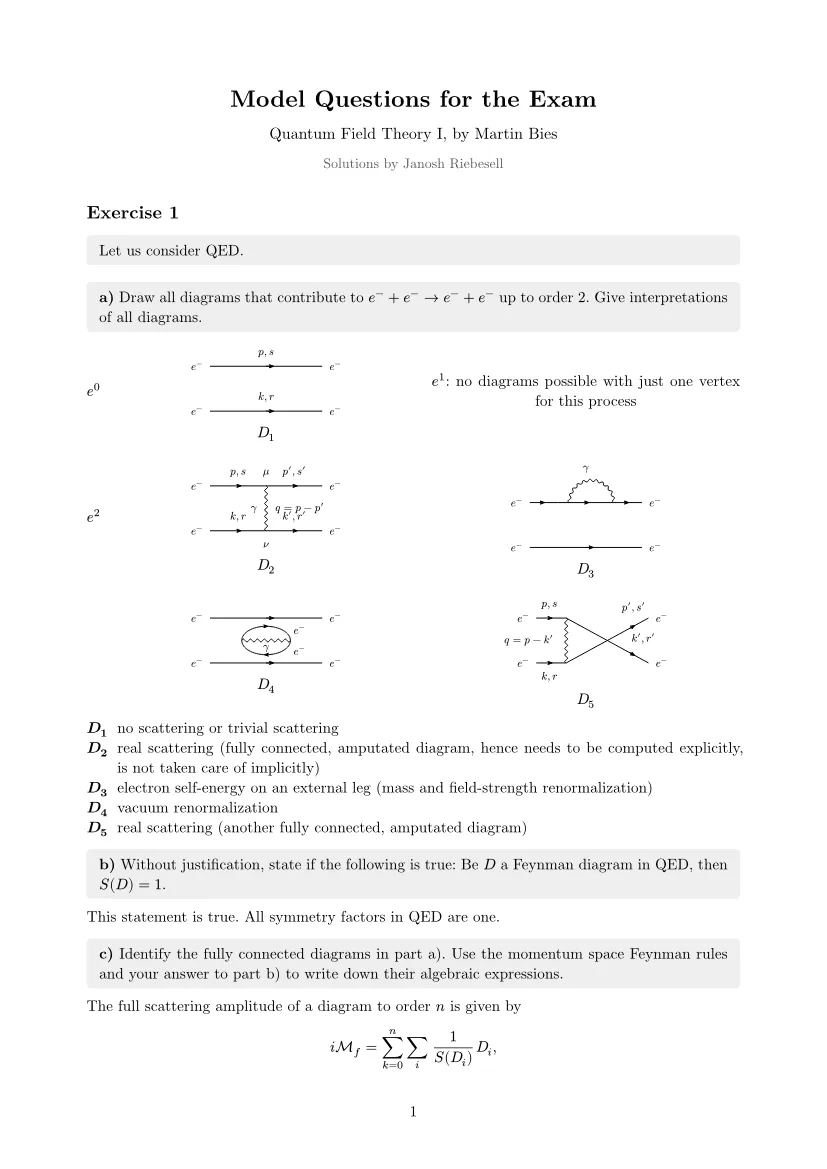 Model Questions for the Exam
Quantum Field Theory I, by Martin Bies
Solutions by Janosh Riebesell
Exercise 1
Let us consider QED.
a) Draw all diagrams that contribute to e⁻ + e⁻ → e⁻ + e⁻ up to order 2. Give interpretations
of all diagrams.
p, s
e⁻ e⁻
e⁰
k, r
e⁻ e⁻
D₁
e¹: no diagrams possible with just one vertex
for this process
e²
p, s μ p′, s′
e⁻ e⁻
γ q = p − p′
k, r k′, r′
e⁻ e⁻
ν
D₂
γ
e⁻ e⁻
e⁻ e⁻
D₃
e⁻ e⁻
e⁻
γ
e⁻
e⁻ e⁻
D₄
p, s p′, s′
e⁻ e⁻
q = p − k′ k′, r′
e⁻ e⁻
k, r
D₅
D₁ no scattering or trivial scattering
D₂ real scattering (fully connected, amputated diagram, hence needs to be computed explicitly,
is not taken care of implicitly)
D₃ electron self-energy on an external leg (mass and field-strength renormalization)
D₄ vacuum renormalization
D₅ real scattering (another fully connected, amputated diagram)
b) Without justification, state if the following is true: Be D a Feynman diagram in QED, then
S(D) = 1.
This statement is true. All symmetry factors in QED are one.
c) Identify the fully connected diagrams in part a). Use the momentum space Feynman rules
and your answer to part b) to write down their algebraic expressions.
The full scattering amplitude of a diagram to order n is given by
iℳ_f = ∑_{k=0}^{n} ∑_i 1/S(D_i) D_i,
1